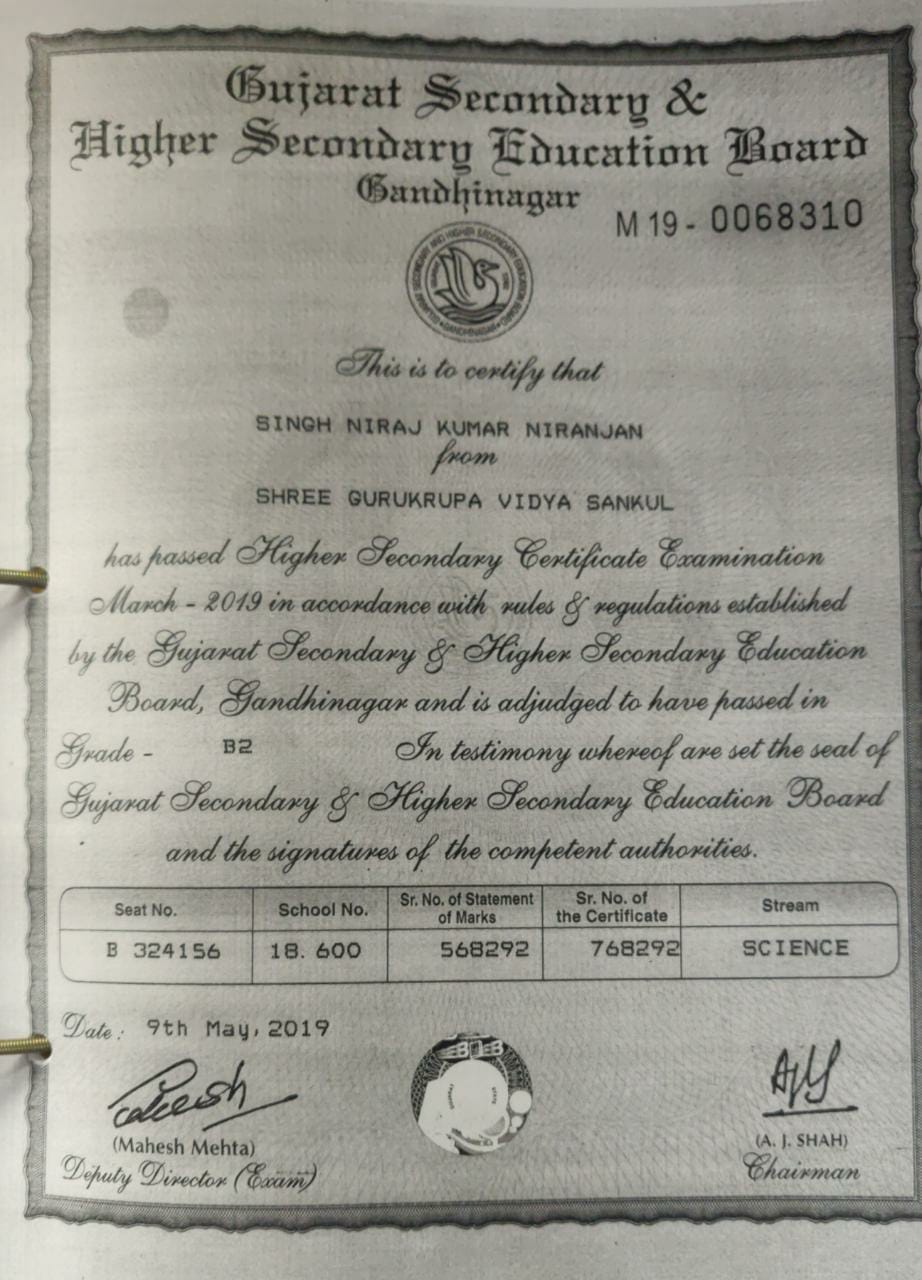 Gujarat Secondary &
Higher Secondary Education Board
Gandhinagar
M 19 - 0068310
This is to certify that
SINGH NIRAJ KUMAR NIRANJAN
from
SHREE GURUKRUPA VIDYA SANKUL
has passed Higher Secondary Certificate Examination
March - 2019 in accordance with rules & regulations established
by the Gujarat Secondary & Higher Secondary Education
Board, Gandhinagar and is adjudged to have passed in
Grade - B2 In testimony whereof are set the seal of
Gujarat Secondary & Higher Secondary Education Board
and the signatures of the competent authorities.
Seat No. School No. Sr. No. of Statement of Marks Sr. No. of the Certificate Stream
B 324156 18. 600 568292 768292 SCIENCE
Date: 9th May, 2019
(Mahesh Mehta) (A. J. SHAH)
Deputy Director (Exam) Chairman